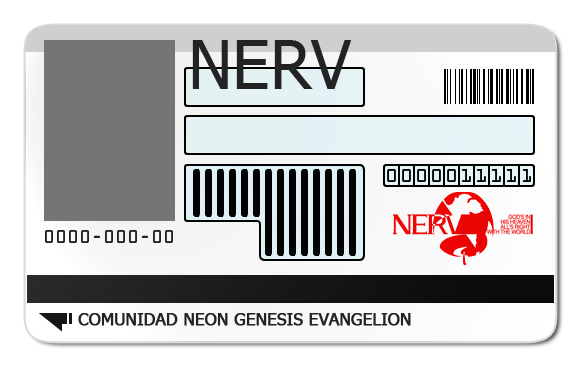 NERV
0000011111
0000-000-00
NERV
GOD'S IN
HIS HEAVEN
ALL'S RIGHT
WITH THE WORLD
COMUNIDAD NEON GENESIS EVANGELION